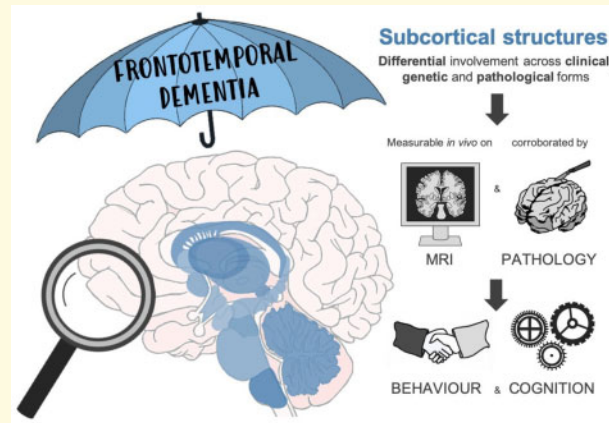 FRONTOTEMPORAL
DEMENTIA
Subcortical structures
Differential involvement across clinical,
genetic and pathological forms
Measurable in vivo on
corroborated by
&
MRI
PATHOLOGY
BEHAVIOUR & COGNITION